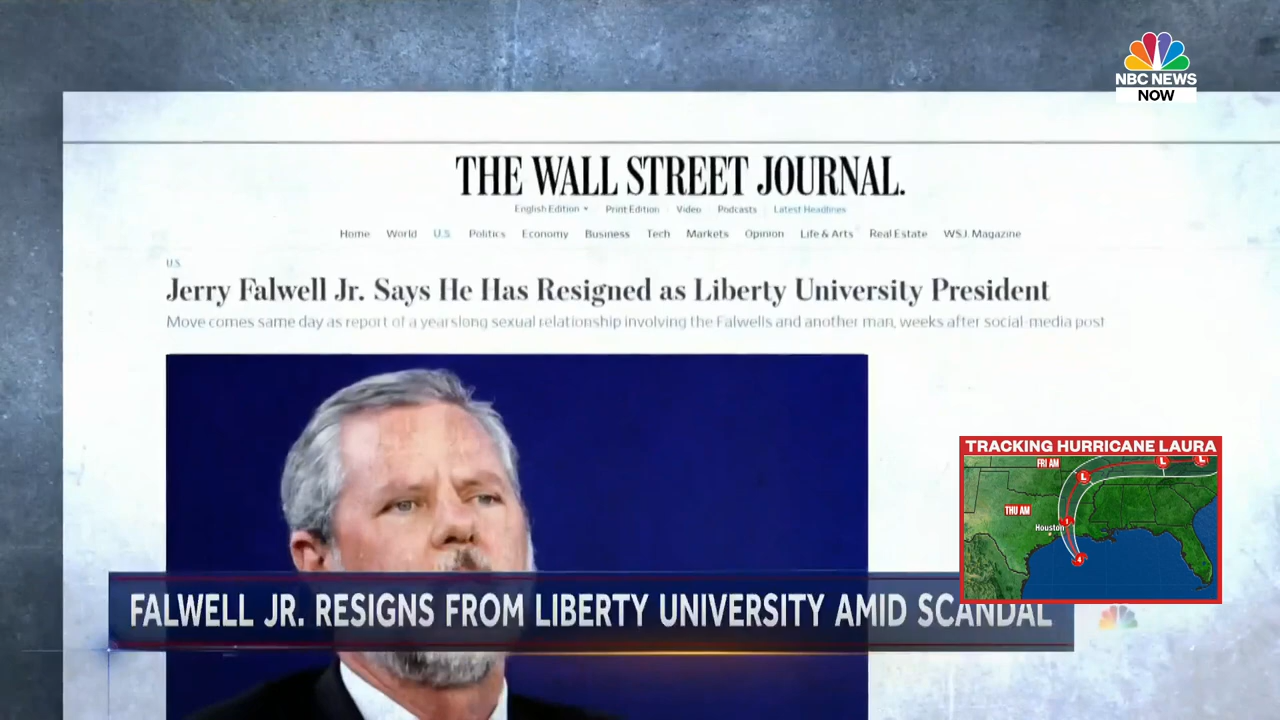 NBC NEWS
NOW
THE WALL STREET JOURNAL.
English Edition Print Edition Video Podcasts Latest Headlines
Home World U.S. Politics Economy Business Tech Markets Opinion Life & Arts Real Estate WSJ. Magazine
U.S.
Jerry Falwell Jr. Says He Has Resigned as Liberty University President
Move comes same day as report of a yearslong sexual relationship involving the Falwells and another man, weeks after social-media post
TRACKING HURRICANE LAURA
FRI AM
L
L
L
THU AM
Houston
1
4
FALWELL JR. RESIGNS FROM LIBERTY UNIVERSITY AMID SCANDAL